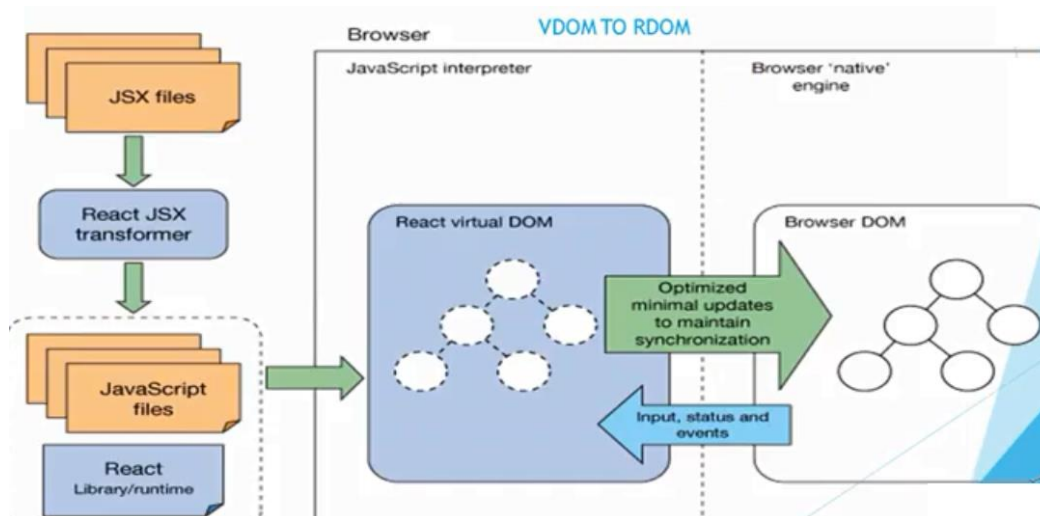 VDOM TO RDOM
Browser
JavaScript interpreter
Browser ‘native’
engine
JSX files
React JSX
transformer
React virtual DOM
Browser DOM
Optimized
minimal updates
to maintain
synchronization
Input, status and
events
JavaScript
files
React
Library/runtime